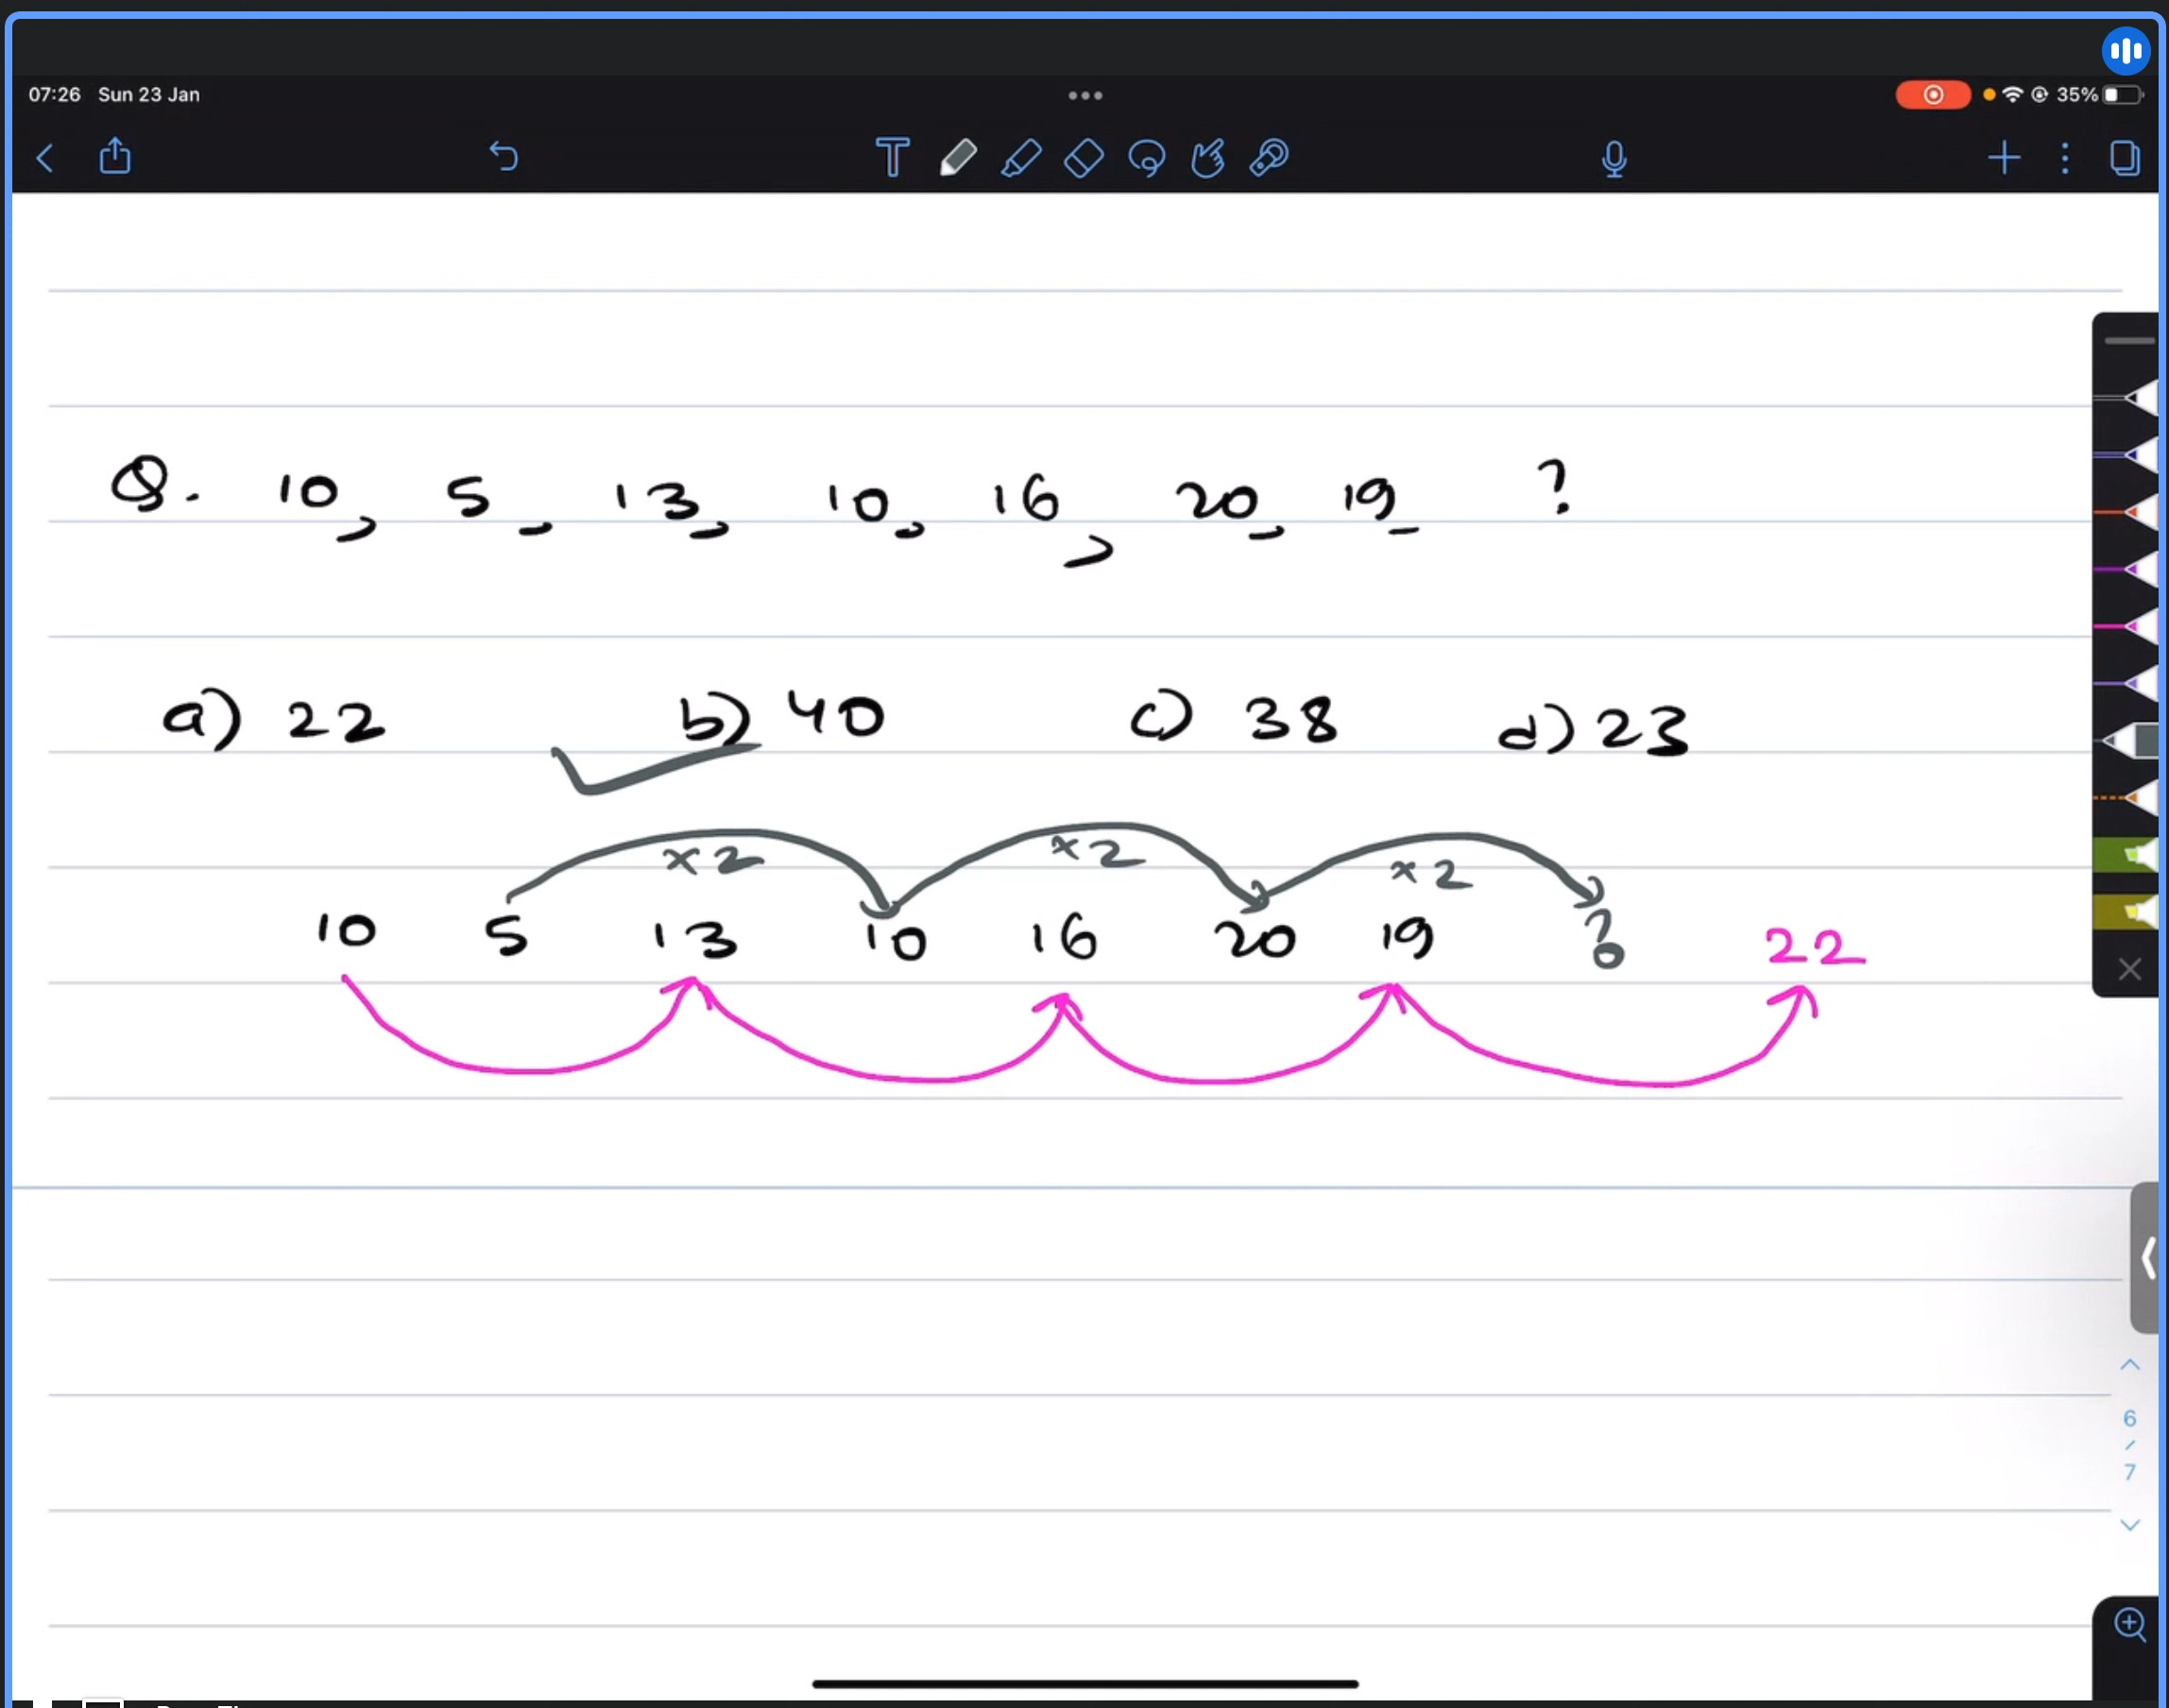 07:26 Sun 23 Jan
35%
T
Q. 10, 5, 13, 10, 16, 20, 19, ?
a) 22 b) 40 c) 38 d) 23
×2 ×2 ×2
10 5 13 10 16 20 19 ? 22
6
/
7